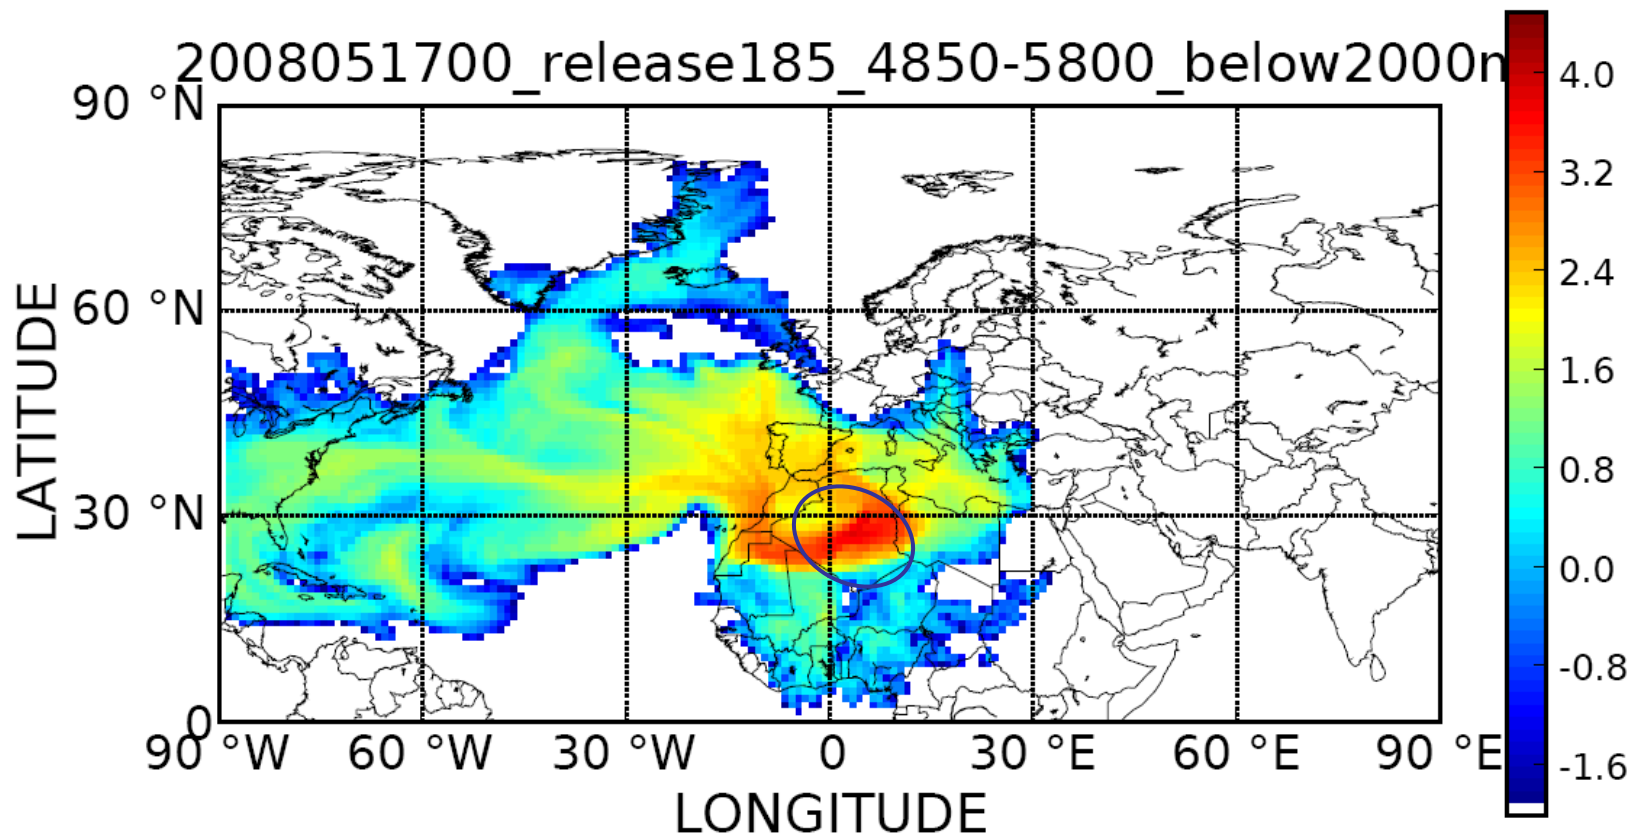 2008051700_release185_4850-5800_below2000m
90 °N
60 °N
30 °N
0
90 °W
60 °W
30 °W
0
30 °E
60 °E
90 °E
LATITUDE
LONGITUDE
4.0
3.2
2.4
1.6
0.8
0.0
-0.8
-1.6